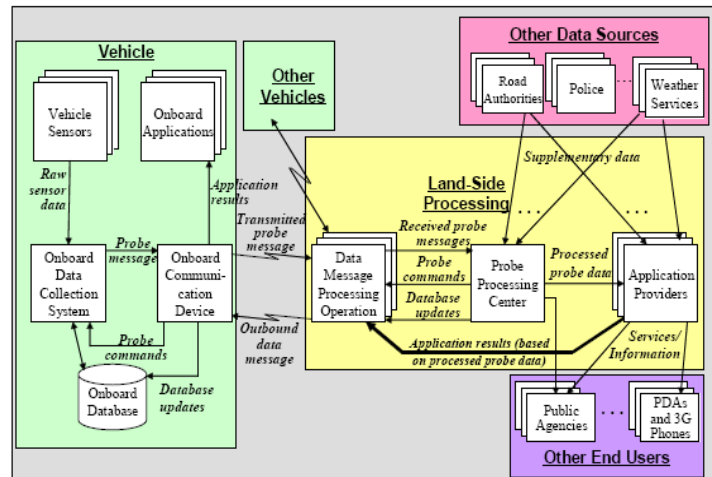 Vehicle
Vehicle
Sensors
Onboard
Applications
Raw
sensor
data
Application
results
Onboard
Data
Collection
System
Probe
message
Onboard
Communi-
cation
Device
Probe
commands
Database
updates
Onboard
Database
Other
Vehicles
Transmitted
probe
message
Outbound
data
message
Other Data Sources
Road
Authorities
Police
...
Weather
Services
Supplementary data
Land-Side
Processing
...
...
Data
Message
Processing
Operation
Received probe
messages
Probe
commands
Database
updates
Probe
Processing
Center
Processed
probe data
Application
Providers
Application results (based
on processed probe data)
Services/
Information
Public
Agencies
...
PDAs
and 3G
Phones
Other End Users